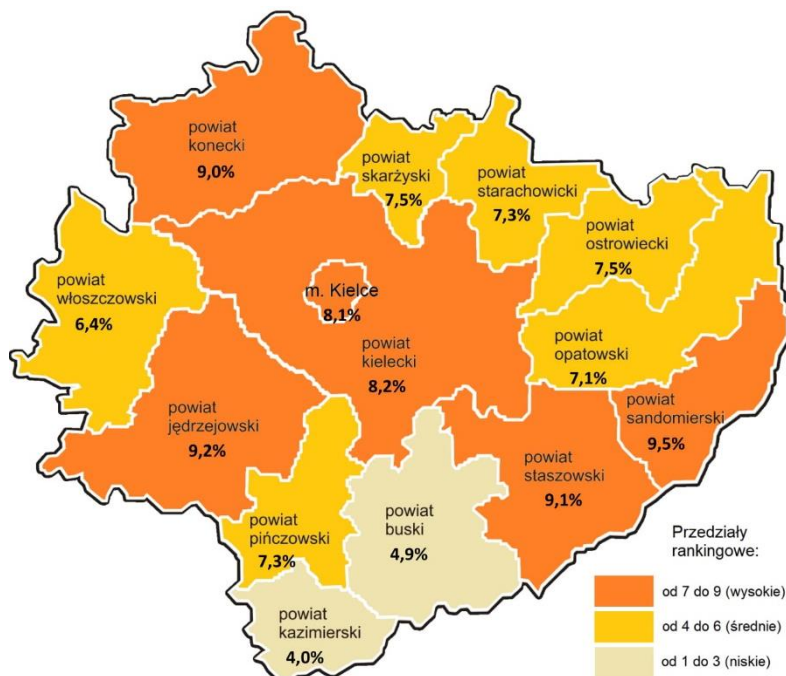 powiat
konecki
9,0%
powiat
skarżyski
7,5%
powiat
starachowicki
7,3%
powiat
ostrowiecki
7,5%
powiat
włoszczowski
6,4%
m. Kielce
8,1%
powiat
kielecki
8,2%
powiat
opatowski
7,1%
powiat
sandomierski
9,5%
powiat
jędrzejowski
9,2%
powiat
staszowski
9,1%
powiat
pińczowski
7,3%
powiat
buski
4,9%
powiat
kazimierski
4,0%
Przedziały
rankingowe:
od 7 do 9 (wysokie)
od 4 do 6 (średnie)
od 1 do 3 (niskie)